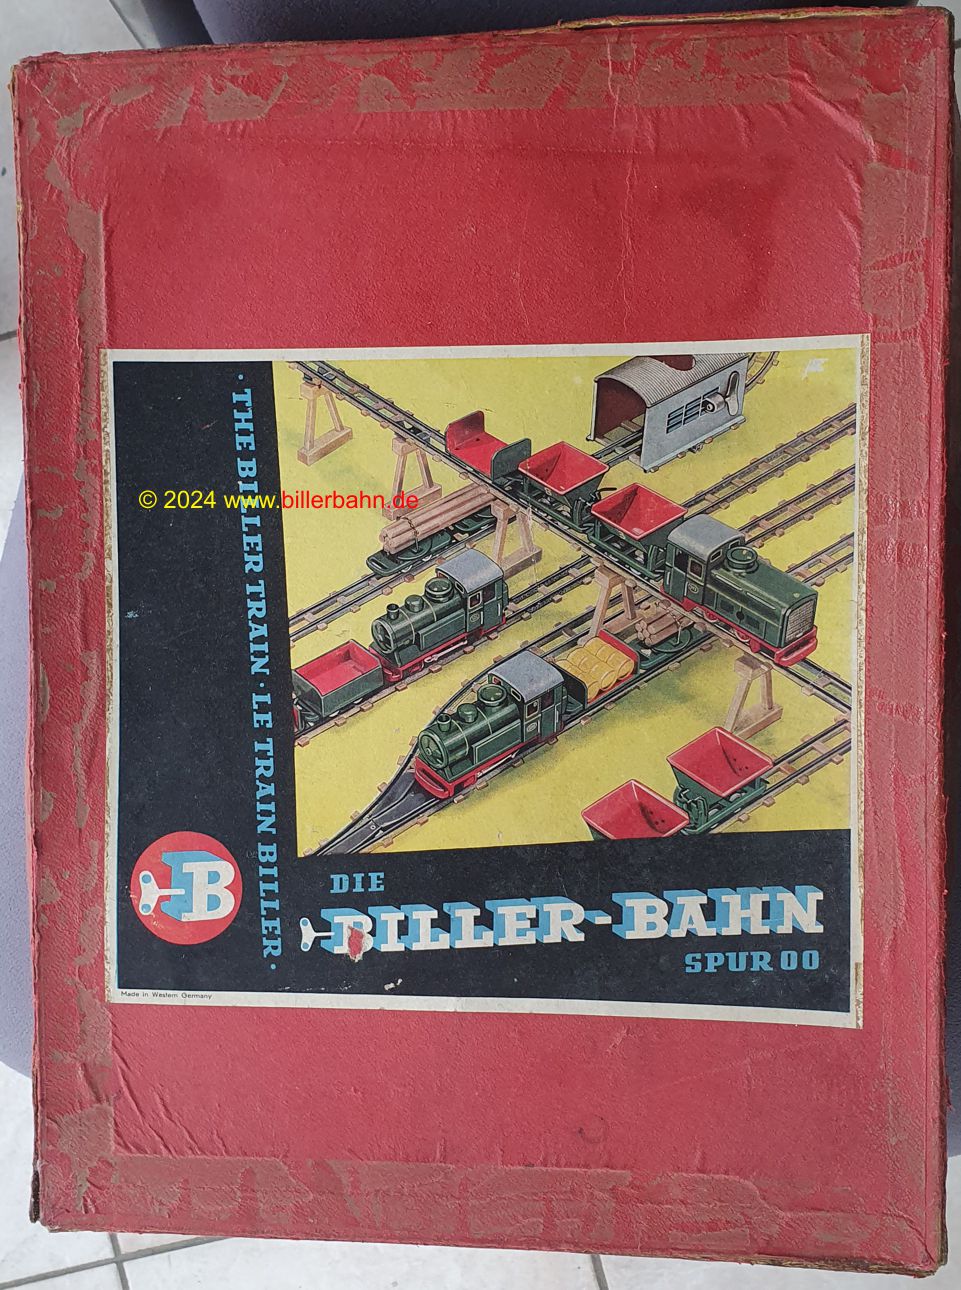 · THE BILLER TRAIN · LE TRAIN BILLER ·
© 2024 www.billerbahn.de
B
DIE
BILLER-BAHN
SPUR 00
Made in Western Germany